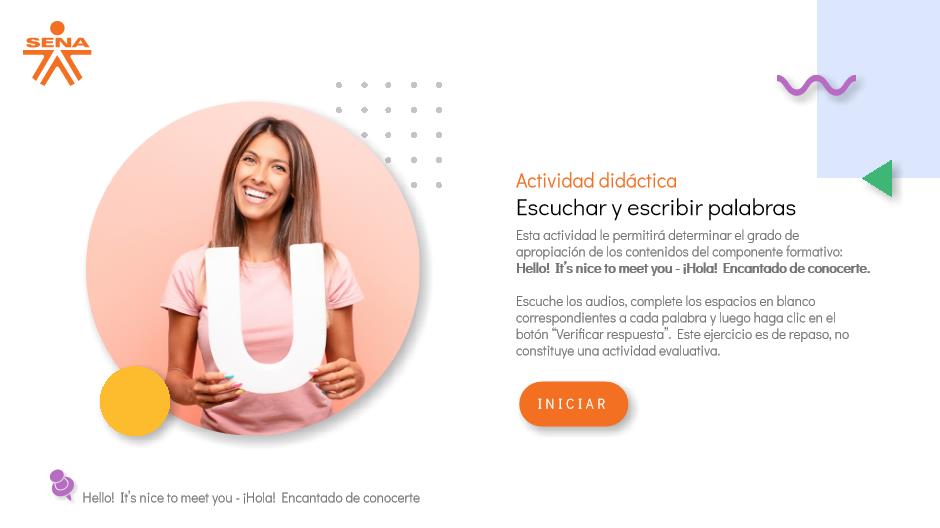 SENA
Actividad didáctica
Escuchar y escribir palabras
Esta actividad le permitirá determinar el grado de
apropiación de los contenidos del componente formativo:
Hello! It's nice to meet you - ¡Hola! Encantado de conocerte.
Escuche los audios, complete los espacios en blanco
correspondientes a cada palabra y luego haga clic en el
botón “Verificar respuesta”. Este ejercicio es de repaso, no
constituye una actividad evaluativa.
INICIAR
U
Hello! It's nice to meet you - ¡Hola! Encantado de conocerte